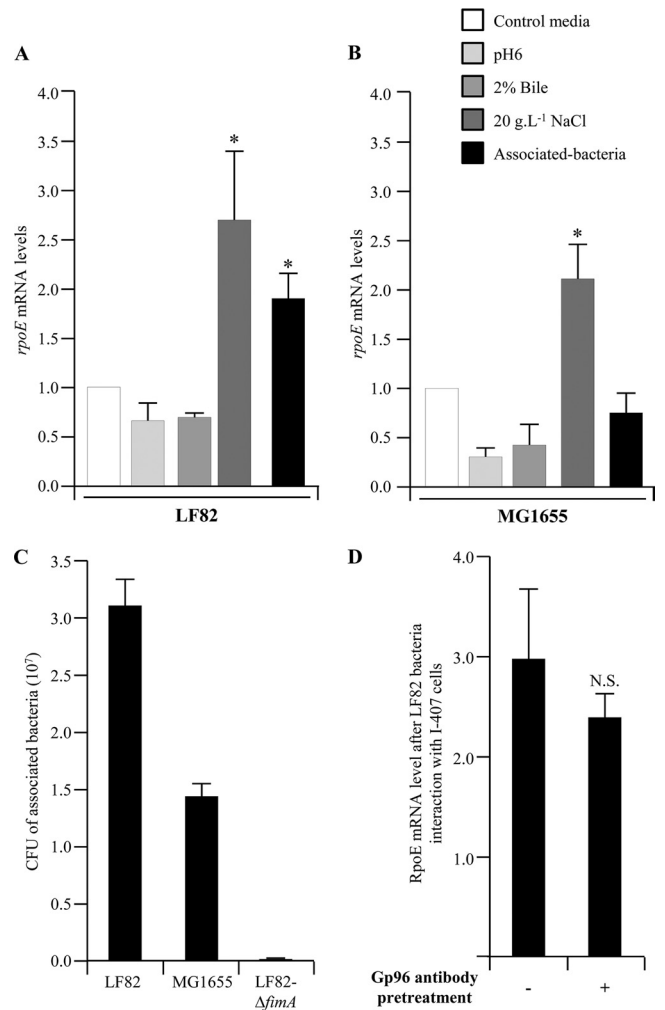 Control media
pH6
2% Bile
20 g.L⁻¹ NaCl
Associated-bacteria
A
rpoE mRNA levels
4.0
3.5
3.0
2.5
2.0
1.5
1.0
0.5
0.0
*
*
LF82
B
rpoE mRNA levels
4.0
3.5
3.0
2.5
2.0
1.5
1.0
0.5
0.0
*
MG1655
C
CFU of associated bacteria (10⁷)
3.5
3.0
2.5
2.0
1.5
1.0
0.5
0.0
LF82
MG1655
LF82-
ΔfimA
D
RpoE mRNA level after LF82 bacteria
interaction with I-407 cells
4.0
3.0
2.0
1.0
N.S.
Gp96 antibody
pretreatment
-
+